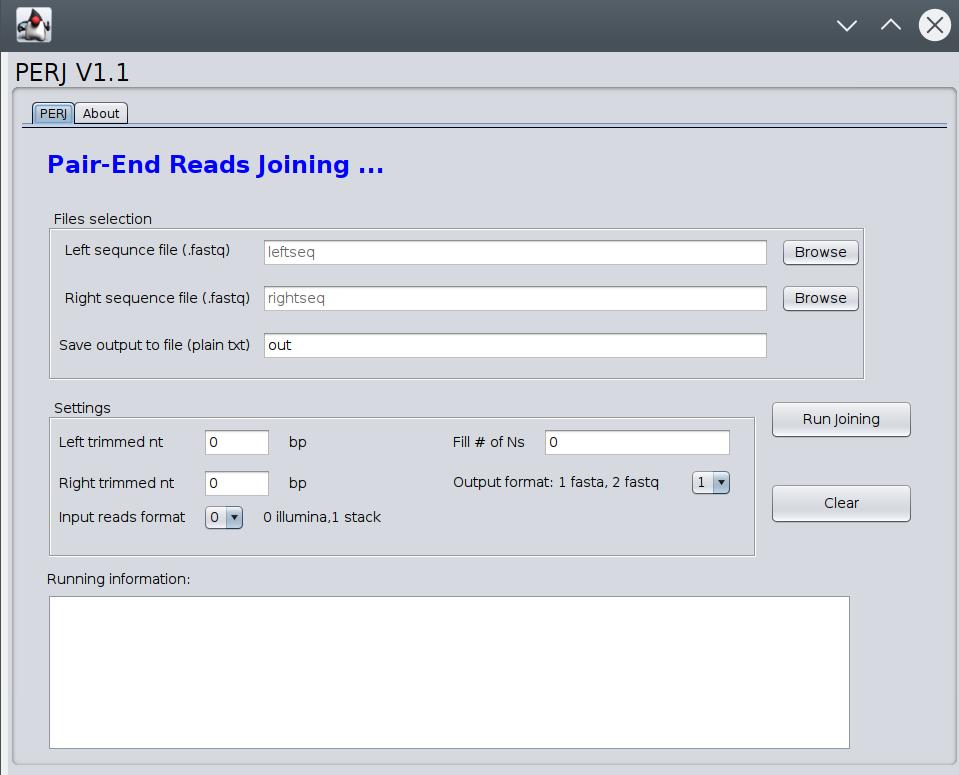 PERJ V1.1
PERJ About
Pair-End Reads Joining ...
Files selection
Left sequnce file (.fastq) leftseq Browse
Right sequence file (.fastq) rightseq Browse
Save output to file (plain txt) out
Settings
Left trimmed nt 0 bp Fill # of Ns 0
Right trimmed nt 0 bp Output format: 1 fasta, 2 fastq 1
Input reads format 0 0 illumina,1 stack
Run Joining
Clear
Running information: